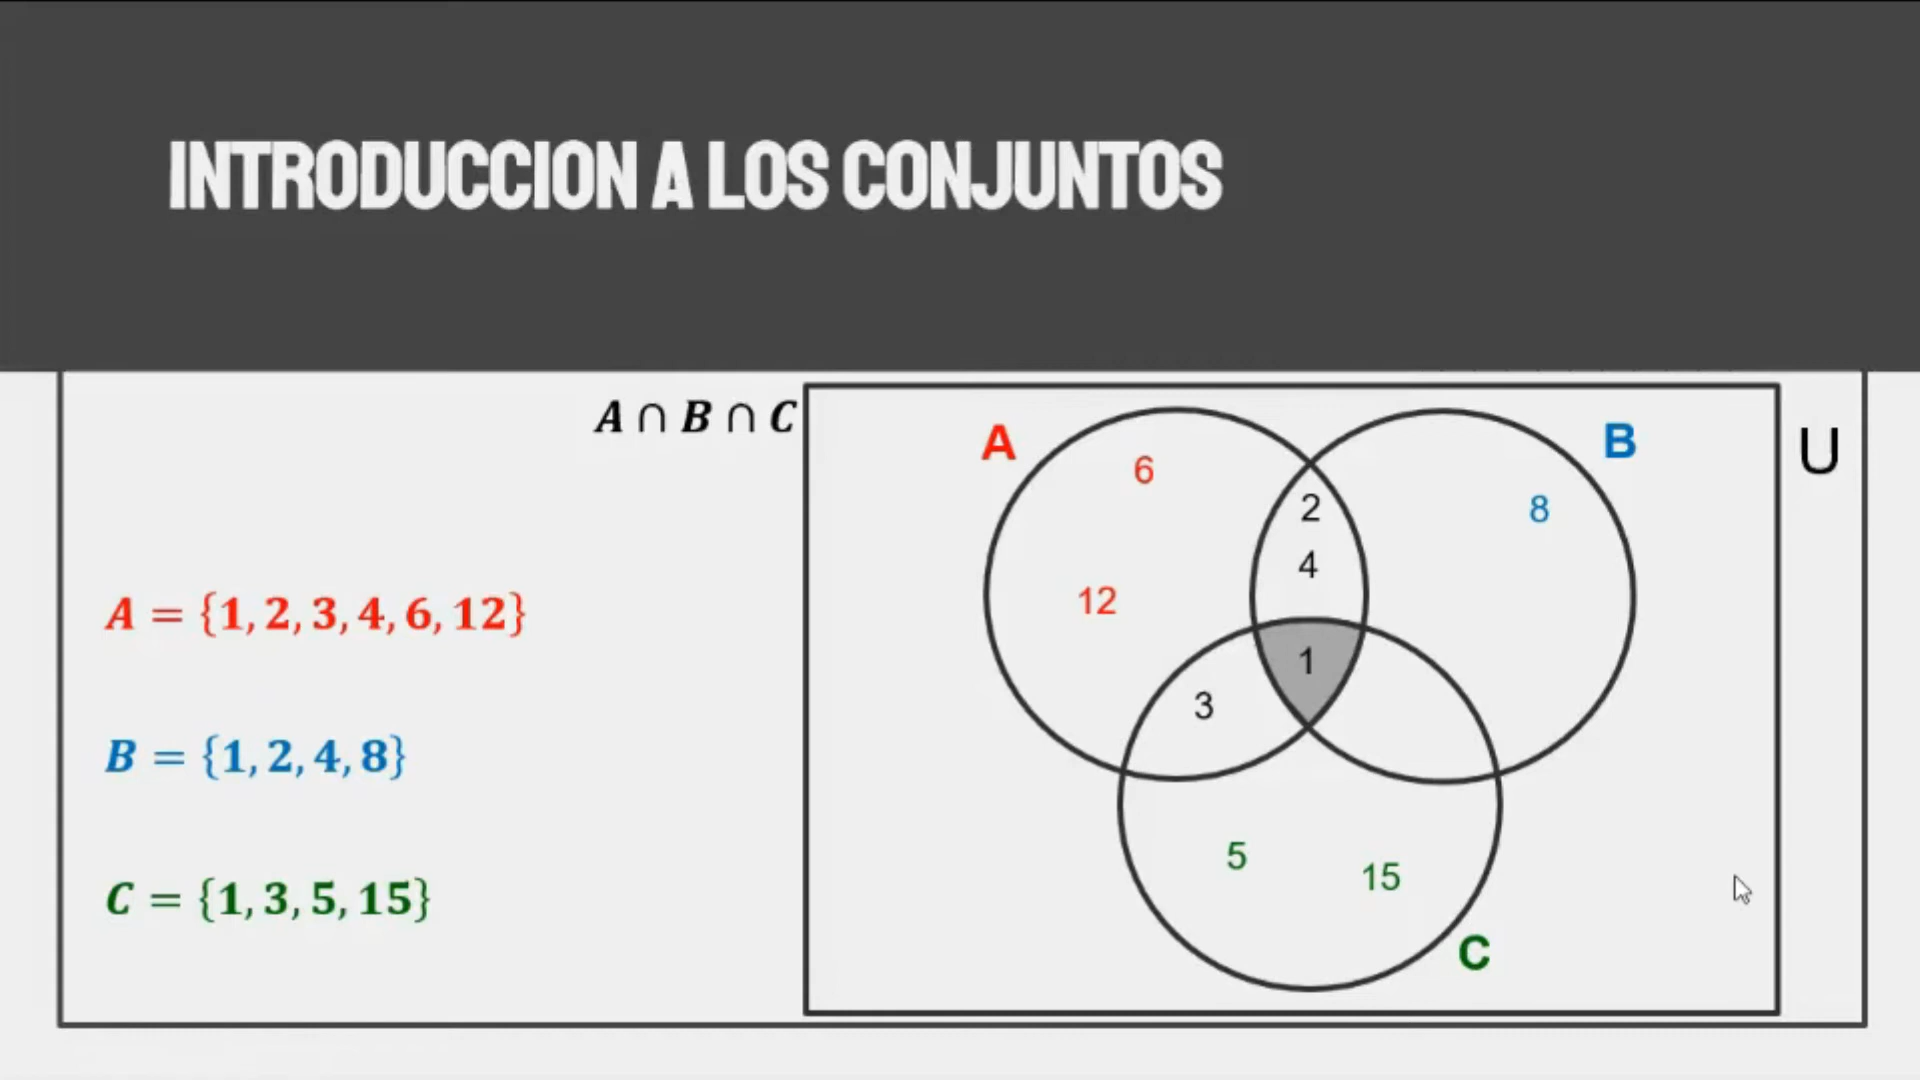 INTRODUCCION A LOS CONJUNTOS
A ∩ B ∩ C
A = {1, 2, 3, 4, 6, 12}
B = {1, 2, 4, 8}
C = {1, 3, 5, 15}
A
B
U
6
2
8
4
12
1
3
5
15
C